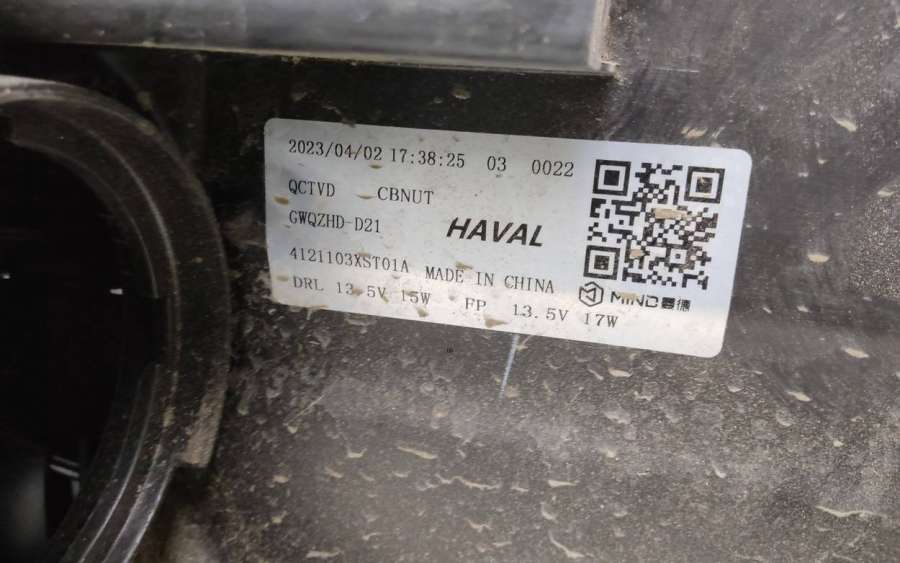 2023/04/02 17:38:25 03 0022
QCTVD CBNUT
GWQZHD-D21
HAVAL
4121103XST01A MADE IN CHINA
MIND 曼德
DRL 13.5V 15W FP 13.5V 17W